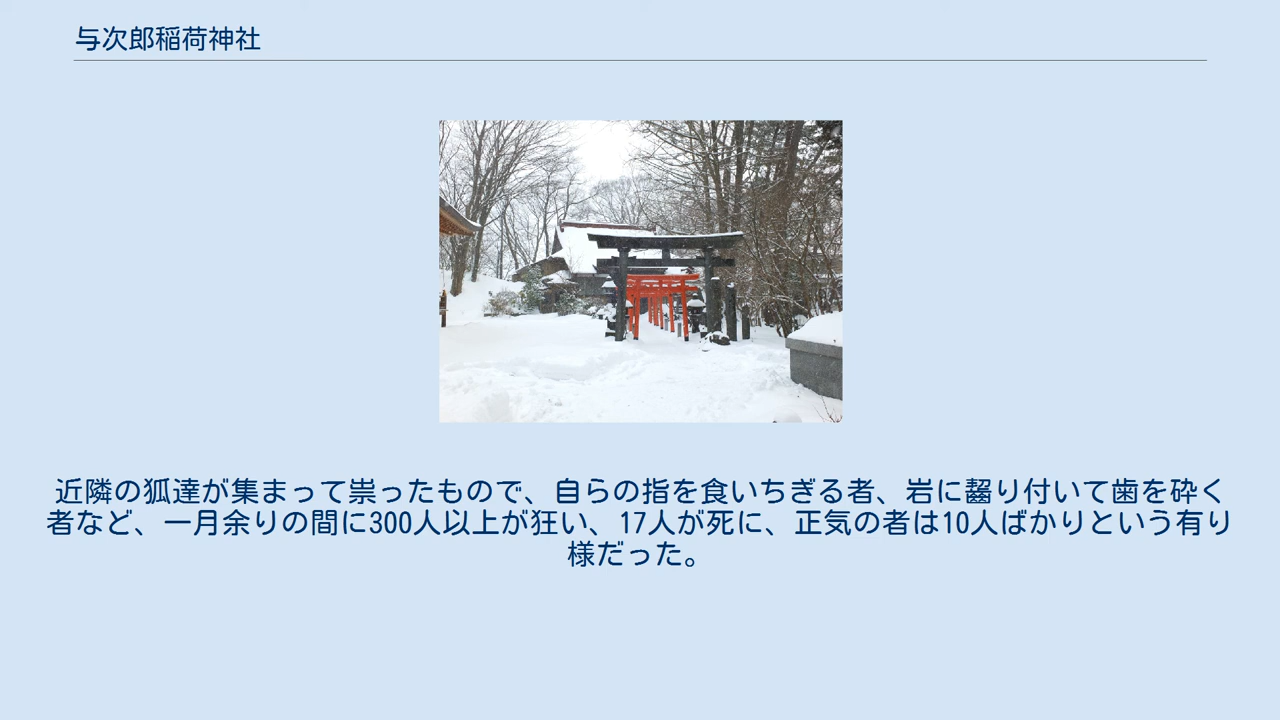 与次郎稲荷神社
近隣の狐達が集まって祟ったもので、自らの指を食いちぎる者、岩に齧り付いて歯を砕く
者など、一月余りの間に300人以上が狂い、17人が死に、正気の者は10人ばかりという有り
様だった。